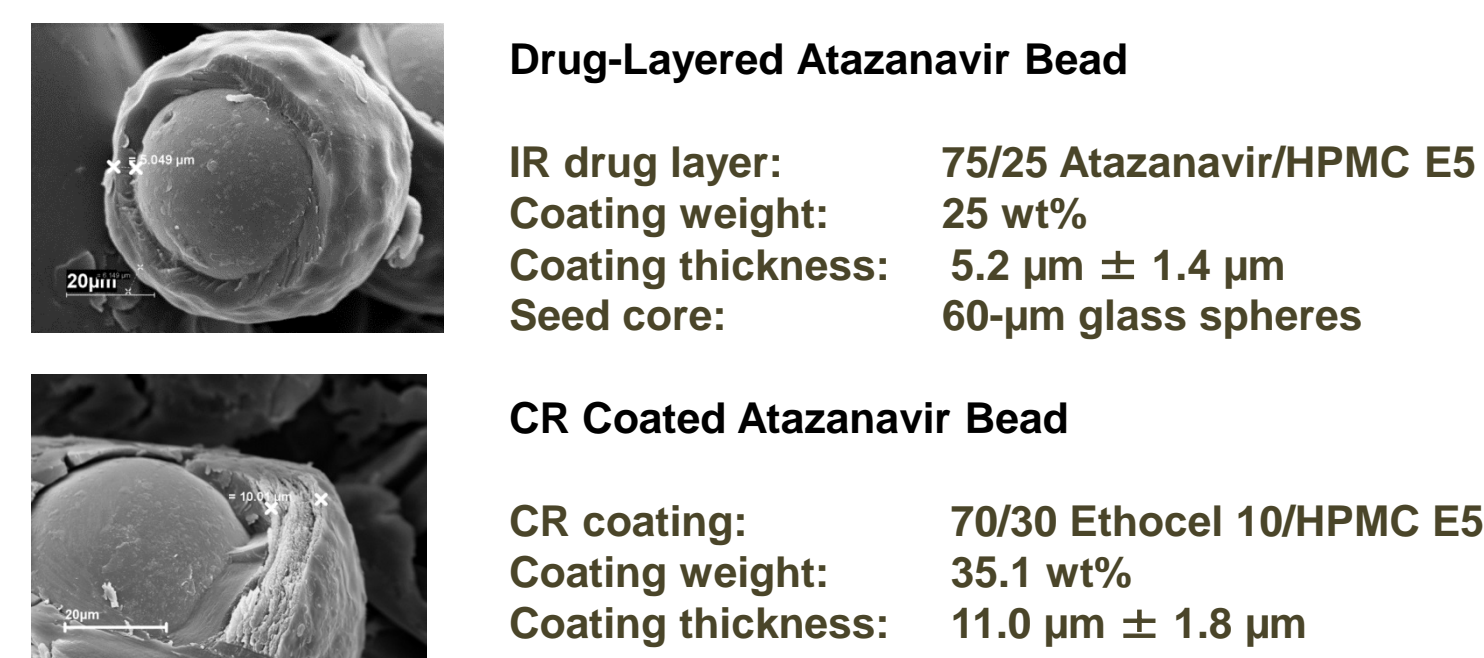 Drug-Layered Atazanavir Bead
IR drug layer: 75/25 Atazanavir/HPMC E5
Coating weight: 25 wt%
Coating thickness: 5.2 µm ± 1.4 µm
Seed core: 60-µm glass spheres
= 5.049 µm
= 6.149 µm
20µm
CR Coated Atazanavir Bead
CR coating: 70/30 Ethocel 10/HPMC E5
Coating weight: 35.1 wt%
Coating thickness: 11.0 µm ± 1.8 µm
= 10.01 µm
20µm